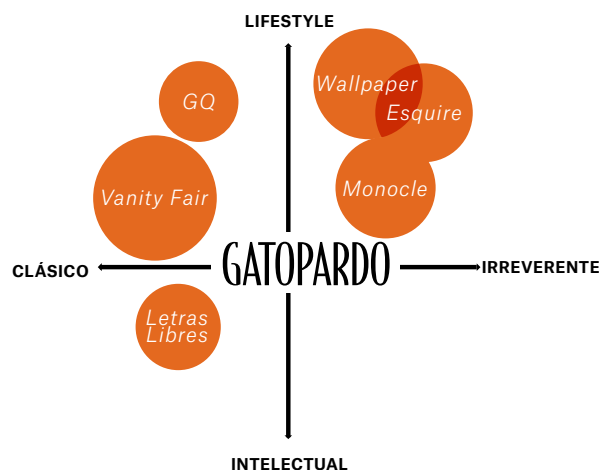 LIFESTYLE
Wallpaper
GQ
Esquire
Vanity Fair
Monocle
GATOPARDO
CLÁSICO
IRREVERENTE
Letras
Libres
INTELECTUAL